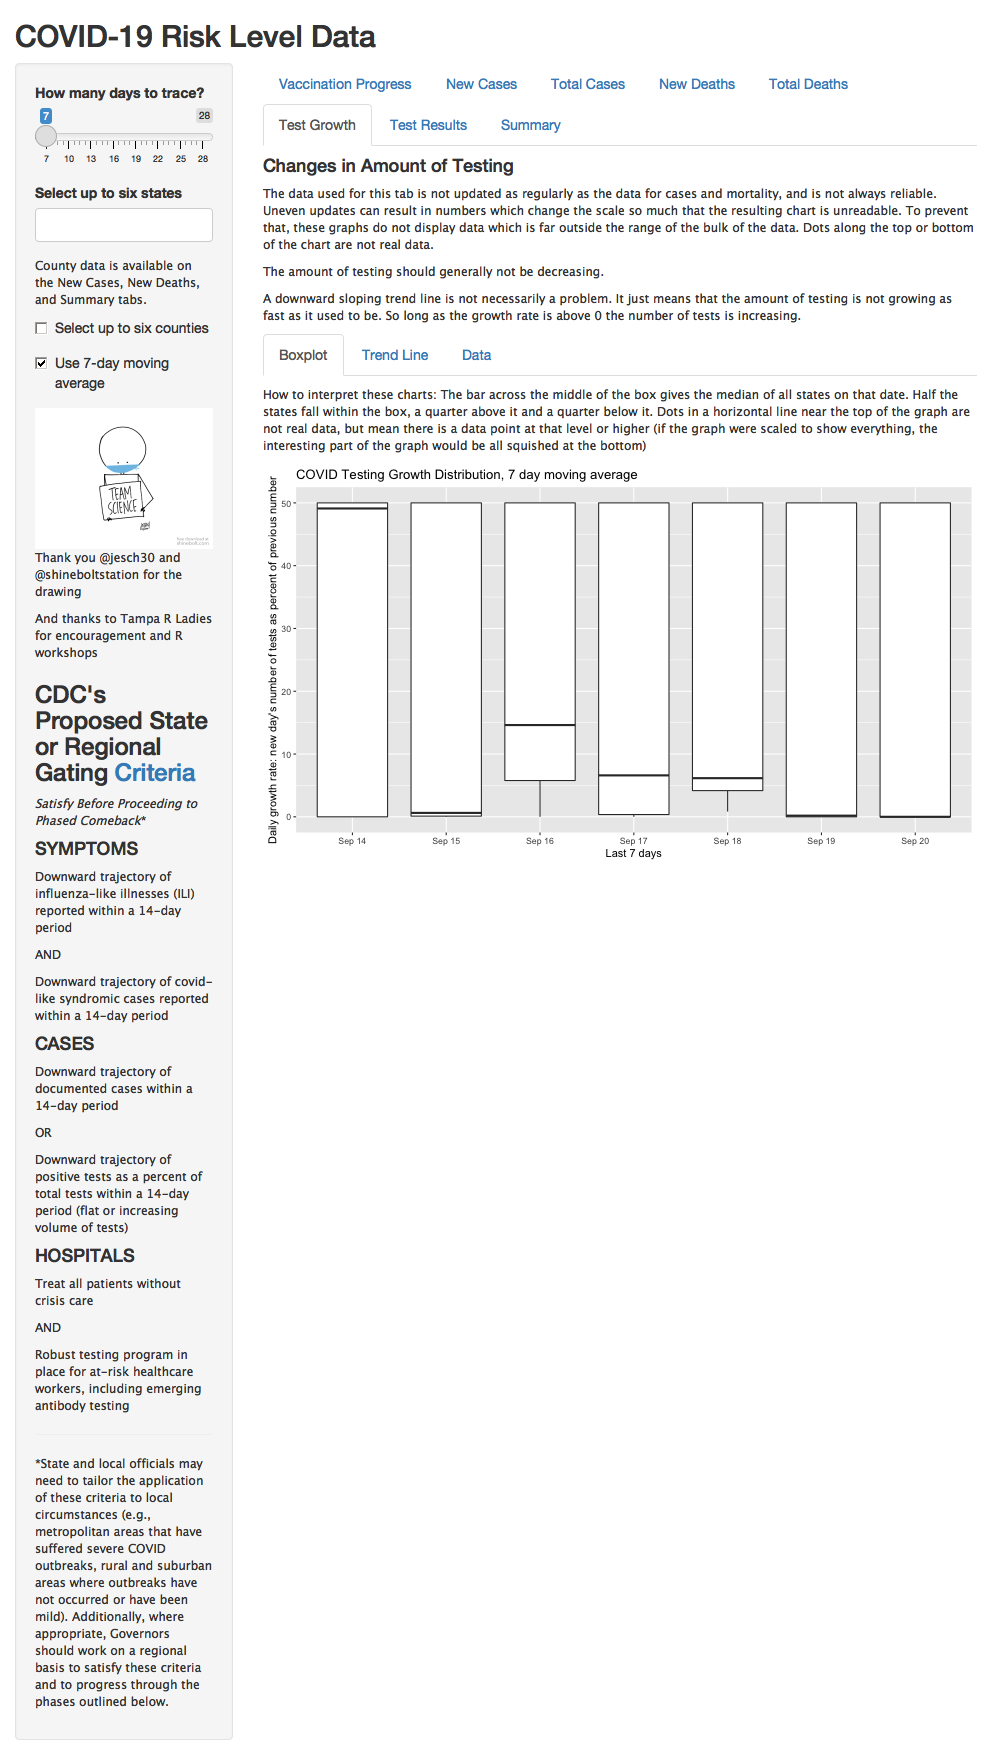 COVID-19 Risk Level Data
How many days to trace?
7
28
7 10 13 16 19 22 25 28
Select up to six states
County data is available on
the New Cases, New Deaths,
and Summary tabs.
Select up to six counties
Use 7-day moving
average
TEAM
SCIENCE
Thank you @jesch30 and
@shineboltstation for the
drawing
And thanks to Tampa R Ladies
for encouragement and R
workshops
CDC's
Proposed State
or Regional
Gating Criteria
Satisfy Before Proceeding to
Phased Comeback*
SYMPTOMS
Downward trajectory of
influenza-like illnesses (ILI)
reported within a 14-day
period
AND
Downward trajectory of covid-
like syndromic cases reported
within a 14-day period
CASES
Downward trajectory of
documented cases within a
14-day period
OR
Downward trajectory of
positive tests as a percent of
total tests within a 14-day
period (flat or increasing
volume of tests)
HOSPITALS
Treat all patients without
crisis care
AND
Robust testing program in
place for at-risk healthcare
workers, including emerging
antibody testing
*State and local officials may
need to tailor the application
of these criteria to local
circumstances (e.g.,
metropolitan areas that have
suffered severe COVID
outbreaks, rural and suburban
areas where outbreaks have
not occurred or have been
mild). Additionally, where
appropriate, Governors
should work on a regional
basis to satisfy these criteria
and to progress through the
phases outlined below.
Vaccination Progress New Cases Total Cases New Deaths Total Deaths
Test Growth Test Results Summary
Changes in Amount of Testing
The data used for this tab is not updated as regularly as the data for cases and mortality, and is not always reliable.
Uneven updates can result in numbers which change the scale so much that the resulting chart is unreadable. To prevent
that, these graphs do not display data which is far outside the range of the bulk of the data. Dots along the top or bottom
of the chart are not real data.
The amount of testing should generally not be decreasing.
A downward sloping trend line is not necessarily a problem. It just means that the amount of testing is not growing as
fast as it used to be. So long as the growth rate is above 0 the number of tests is increasing.
Boxplot Trend Line Data
How to interpret these charts: The bar across the middle of the box gives the median of all states on that date. Half the
states fall within the box, a quarter above it and a quarter below it. Dots in a horizontal line near the top of the graph are
not real data, but mean there is a data point at that level or higher (if the graph were scaled to show everything, the
interesting part of the graph would be all squished at the bottom)
COVID Testing Growth Distribution, 7 day moving average
Daily growth rate: new day's number of tests as percent of previous number
50
40
30
20
10
0
Sep 14 Sep 15 Sep 16 Sep 17 Sep 18 Sep 19 Sep 20
Last 7 days